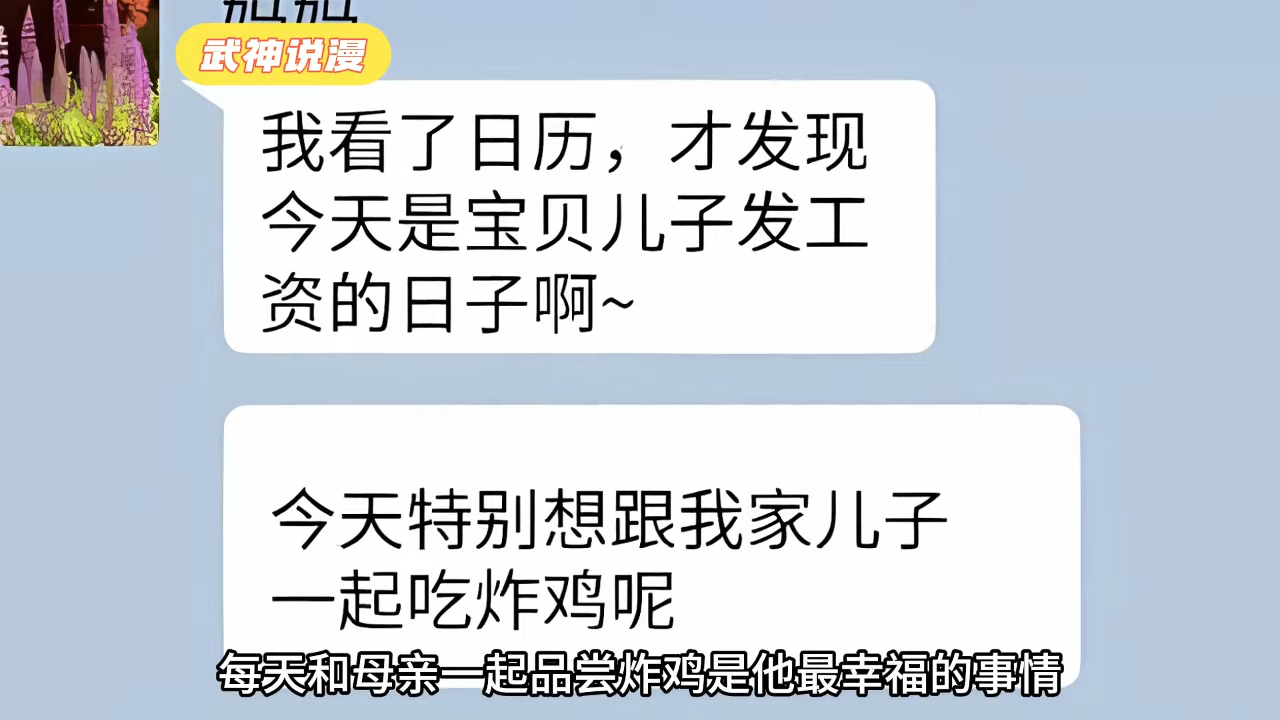 妈妈
武神说漫
我看了日历，才发现
今天是宝贝儿子发工
资的日子啊~
今天特别想跟我家儿子
一起吃炸鸡呢
每天和母亲一起品尝炸鸡是他最幸福的事情